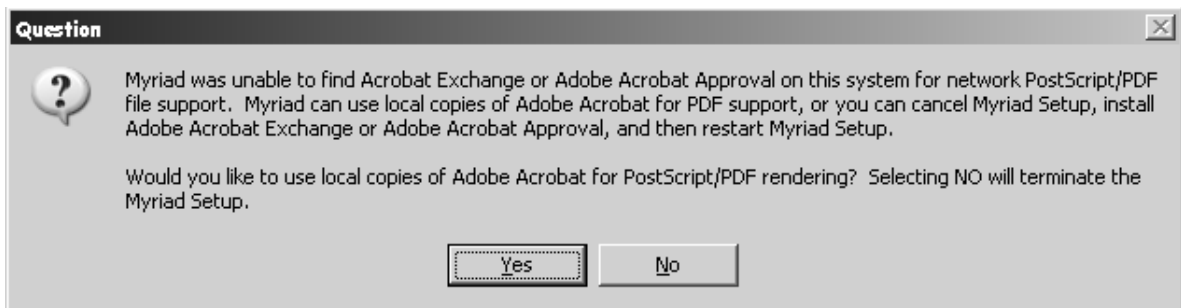 Question
Myriad was unable to find Acrobat Exchange or Adobe Acrobat Approval on this system for network PostScript/PDF
file support.  Myriad can use local copies of Adobe Acrobat for PDF support, or you can cancel Myriad Setup, install
Adobe Acrobat Exchange or Adobe Acrobat Approval, and then restart Myriad Setup.
Would you like to use local copies of Adobe Acrobat for PostScript/PDF rendering?  Selecting NO will terminate the
Myriad Setup.
Yes
No